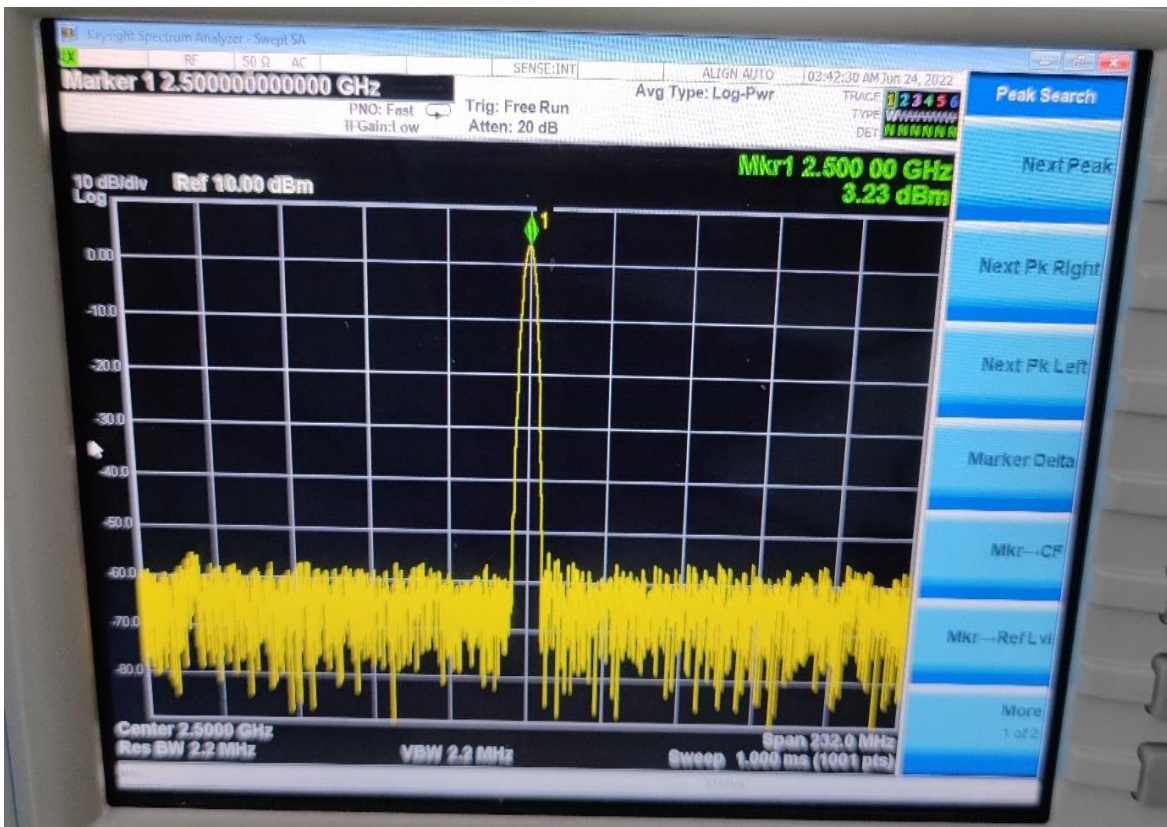 Keysight Spectrum Analyzer - Swept SA
LX RF 50 Ω AC SENSE:INT ALIGN AUTO 03:42:30 AM Jun 24, 2022
Marker 1 2.500000000000 GHz
PNO: Fast Trig: Free Run Avg Type: Log-Pwr TRACE 1 2 3 4 5 6
IFGain:Low Atten: 20 dB TYPE WWWWWW
DET NNNNNN
Peak Search
Mkr1 2.500 00 GHz
3.23 dBm
10 dB/div Ref 10.00 dBm
Log
1
0.00
-10.0
-20.0
-30.0
-40.0
-50.0
-60.0
-70.0
-80.0
Center 2.5000 GHz Span 232.0 MHz
Res BW 2.2 MHz VBW 2.2 MHz Sweep 1.000 ms (1001 pts)
Next Peak
Next Pk Right
Next Pk Left
Marker Delta
Mkr→CF
Mkr→Ref Lvl
More
1 of 2